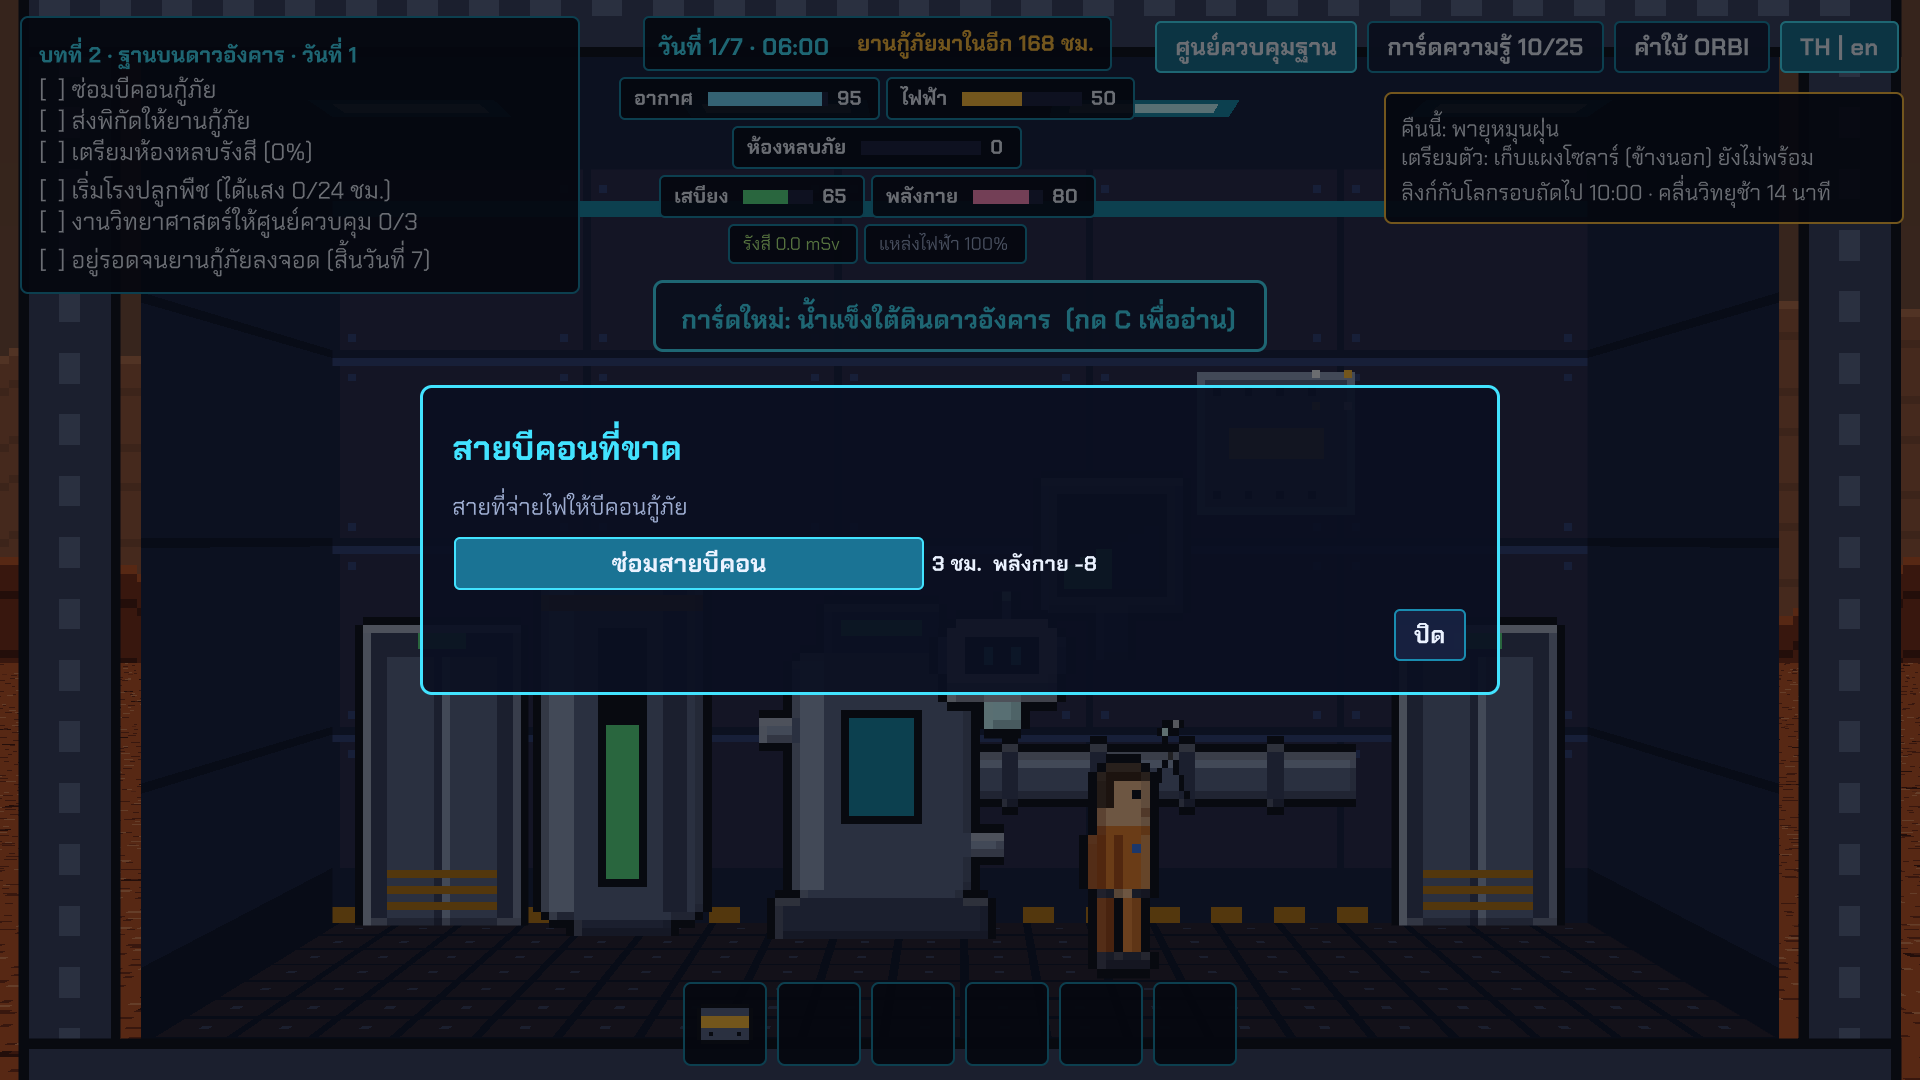 บทที่ 2 · ฐานบนดาวอังคาร · วันที่ 1
[ ] ซ่อมบีคอนกู้ภัย
[ ] ส่งพิกัดให้ยานกู้ภัย
[ ] เตรียมห้องหลบรังสี (0%)
[ ] เริ่มโรงปลูกพืช (ได้แสง 0/24 ชม.)
[ ] งานวิทยาศาสตร์ให้ศูนย์ควบคุม 0/3
[ ] อยู่รอดจนยานกู้ภัยลงจอด (สิ้นวันที่ 7)
วันที่ 1/7 · 06:00 ยานกู้ภัยมาในอีก 168 ชม.
อากาศ 95 ไฟฟ้า 50
ห้องหลบภัย 0
เสบียง 65 พลังกาย 80
รังสี 0.0 mSv แหล่งไฟฟ้า 100%
ศูนย์ควบคุมฐาน การ์ดความรู้ 10/25 คำใบ้ ORBI TH | en
คืนนี้: พายุหมุนฝุ่น
เตรียมตัว: เก็บแผงโซลาร์ (ข้างนอก) ยังไม่พร้อม
ลิงก์กับโลกรอบถัดไป 10:00 · คลื่นวิทยุช้า 14 นาที
การ์ดใหม่: น้ำแข็งใต้ดินดาวอังคาร (กด C เพื่ออ่าน)
สายบีคอนที่ขาด
สายที่จ่ายไฟให้บีคอนกู้ภัย
ซ่อมสายบีคอน 3 ชม. พลังกาย -8
ปิด